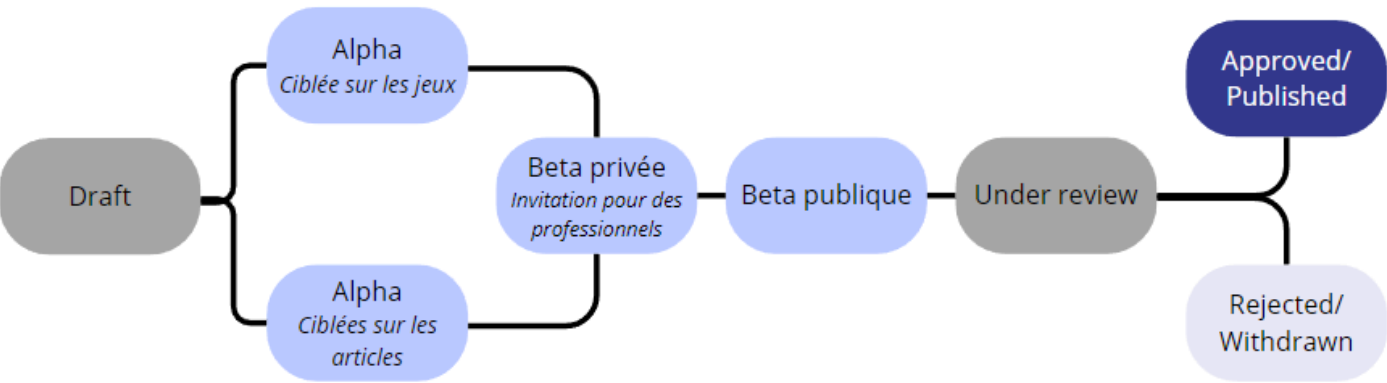 Draft
Alpha
Ciblée sur les jeux
Alpha
Ciblées sur les
articles
Beta privée
Invitation pour des
professionnels
Beta publique
Under review
Approved/
Published
Rejected/
Withdrawn